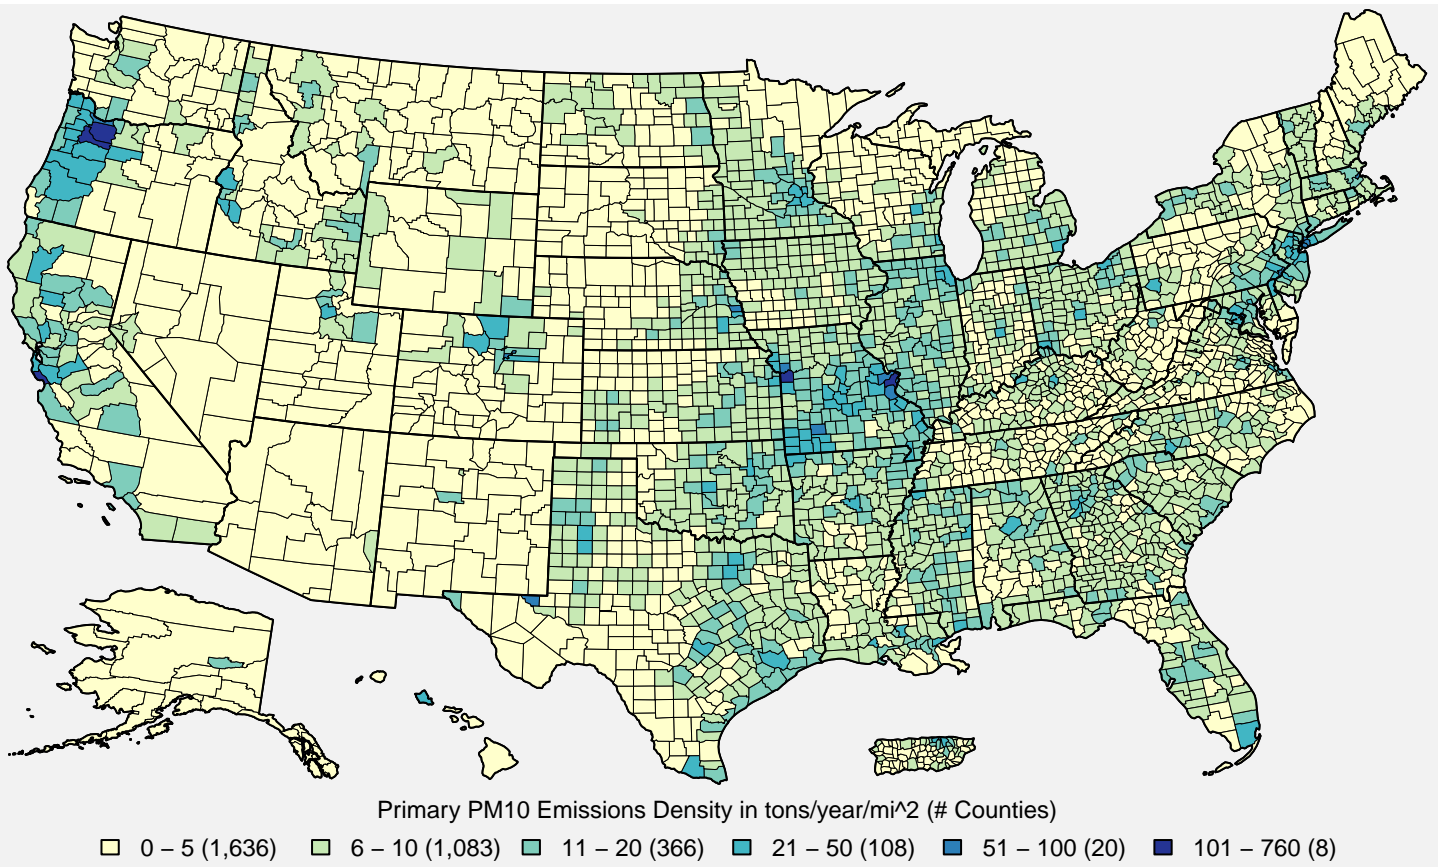 Primary PM10 Emissions Density in tons/year/mi^2 (# Counties)
0 – 5 (1,636) 6 – 10 (1,083) 11 – 20 (366) 21 – 50 (108) 51 – 100 (20) 101 – 760 (8)